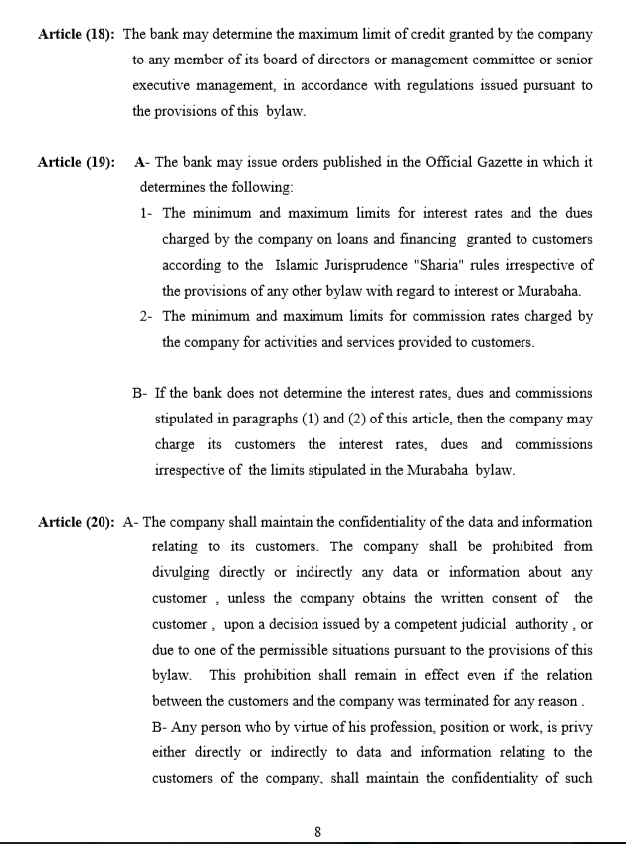 Article (18): The bank may determine the maximum limit of credit granted by the company
to any member of its board of directors or management committee or senior
executive management, in accordance with regulations issued pursuant to
the provisions of this bylaw.
Article (19): A- The bank may issue orders published in the Official Gazette in which it
determines the following:
1- The minimum and maximum limits for interest rates and the dues
charged by the company on loans and financing granted to customers
according to the Islamic Jurisprudence "Sharia" rules irrespective of
the provisions of any other bylaw with regard to interest or Murabaha.
2- The minimum and maximum limits for commission rates charged by
the company for activities and services provided to customers.
B- If the bank does not determine the interest rates, dues and commissions
stipulated in paragraphs (1) and (2) of this article, then the company may
charge its customers the interest rates, dues and commissions
irrespective of the limits stipulated in the Murabaha bylaw.
Article (20): A- The company shall maintain the confidentiality of the data and information
relating to its customers. The company shall be prohibited from
divulging directly or indirectly any data or information about any
customer , unless the company obtains the written consent of the
customer , upon a decision issued by a competent judicial authority , or
due to one of the permissible situations pursuant to the provisions of this
bylaw. This prohibition shall remain in effect even if the relation
between the customers and the company was terminated for any reason .
B- Any person who by virtue of his profession, position or work, is privy
either directly or indirectly to data and information relating to the
customers of the company, shall maintain the confidentiality of such
8